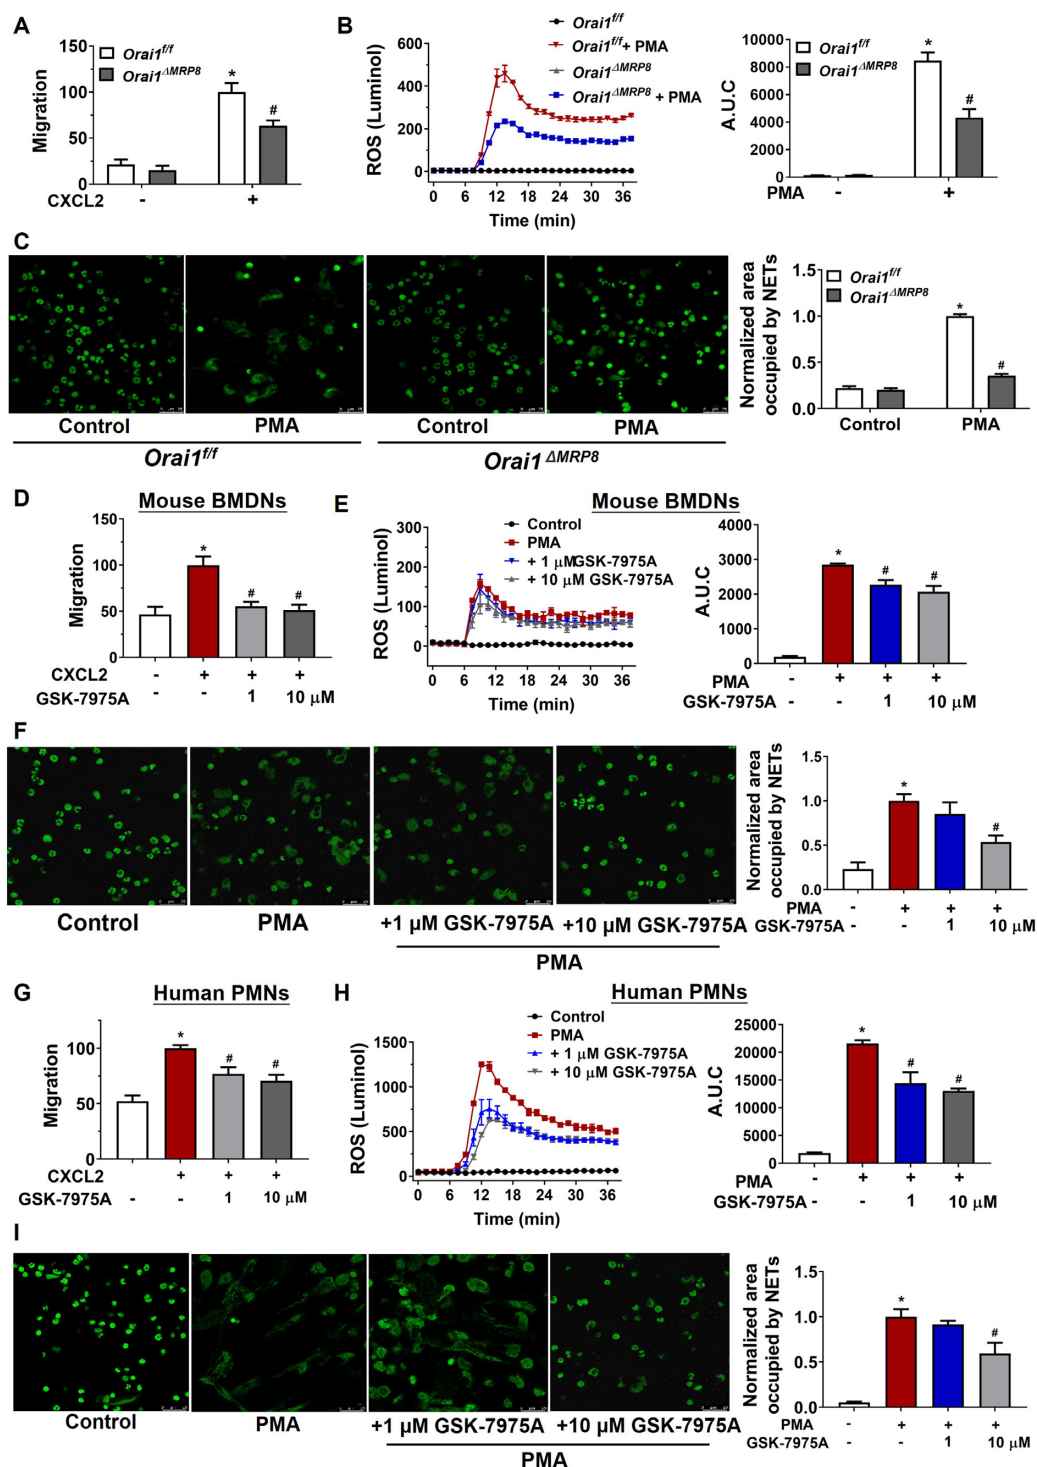 A
Migration
150
100
50
0
Orai1f/f
Orai1ΔMRP8
*
#
CXCL2 - +
B
ROS (Luminol)
600
400
200
0
0 6 12 18 24 30 36
Time (min)
Orai1f/f
Orai1f/f+ PMA
Orai1ΔMRP8
Orai1ΔMRP8 + PMA
A.U.C
10000
8000
6000
4000
2000
0
Orai1f/f
Orai1ΔMRP8
*
#
PMA - +
C
Control PMA Control PMA
Orai1f/f Orai1ΔMRP8
Normalized area
occupied by NETs
1.5
1.0
0.5
0.0
Orai1f/f
Orai1ΔMRP8
*
#
Control PMA
D
Mouse BMDNs
Migration
150
100
50
0
*
#
#
CXCL2 - + + +
GSK-7975A - - 1 10 μM
E
Mouse BMDNs
ROS (Luminol)
300
200
100
0
0 6 12 18 24 30 36
Time (min)
Control
PMA
+ 1 μMGSK-7975A
+ 10 μM GSK-7975A
A.U.C
4000
3000
2000
1000
0
*
#
#
PMA - + + +
GSK-7975A - - 1 10 μM
F
Control PMA +1 μM GSK-7975A +10 μM GSK-7975A
PMA
Normalized area
occupied by NETs
1.5
1.0
0.5
0.0
*
#
PMA - + + +
GSK-7975A - - 1 10 μM
G
Human PMNs
Migration
100
50
0
*
#
#
CXCL2 - + + +
GSK-7975A - - 1 10 μM
H
Human PMNs
ROS (Luminol)
1500
1000
500
0
0 6 12 18 24 30 36
Time (min)
Control
PMA
+ 1 μM GSK-7975A
+ 10 μM GSK-7975A
A.U.C
25000
20000
15000
10000
5000
0
*
#
#
PMA - + + +
GSK-7975A - - 1 10 μM
I
Control PMA +1 μM GSK-7975A +10 μM GSK-7975A
PMA
Normalized area
occupied by NETs
1.5
1.0
0.5
0.0
*
#
PMA - + + +
GSK-7975A - - 1 10 μM